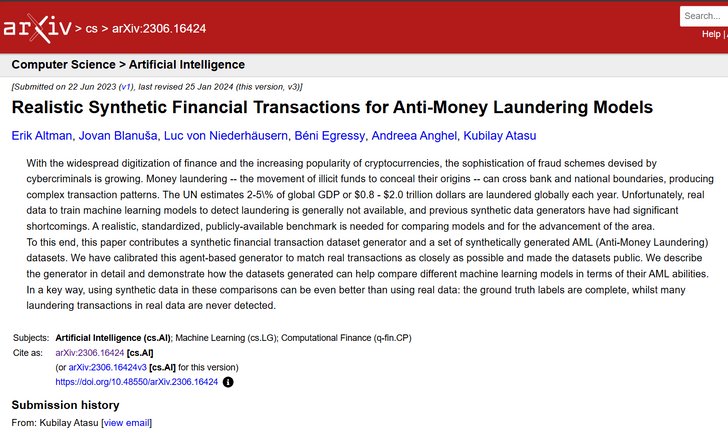 arXiv > cs > arXiv:2306.16424
Search...
Help |
Computer Science > Artificial Intelligence
[Submitted on 22 Jun 2023 (v1), last revised 25 Jan 2024 (this version, v3)]
Realistic Synthetic Financial Transactions for Anti-Money Laundering Models
Erik Altman, Jovan Blanuša, Luc von Niederhäusern, Béni Egressy, Andreea Anghel, Kubilay Atasu
With the widespread digitization of finance and the increasing popularity of cryptocurrencies, the sophistication of fraud schemes devised by
cybercriminals is growing. Money laundering -- the movement of illicit funds to conceal their origins -- can cross bank and national boundaries, producing
complex transaction patterns. The UN estimates 2-5\% of global GDP or $0.8 - $2.0 trillion dollars are laundered globally each year. Unfortunately, real
data to train machine learning models to detect laundering is generally not available, and previous synthetic data generators have had significant
shortcomings. A realistic, standardized, publicly-available benchmark is needed for comparing models and for the advancement of the area.
To this end, this paper contributes a synthetic financial transaction dataset generator and a set of synthetically generated AML (Anti-Money Laundering)
datasets. We have calibrated this agent-based generator to match real transactions as closely as possible and made the datasets public. We describe
the generator in detail and demonstrate how the datasets generated can help compare different machine learning models in terms of their AML abilities.
In a key way, using synthetic data in these comparisons can be even better than using real data: the ground truth labels are complete, whilst many
laundering transactions in real data are never detected.
Subjects: Artificial Intelligence (cs.AI); Machine Learning (cs.LG); Computational Finance (q-fin.CP)
Cite as: arXiv:2306.16424 [cs.AI]
(or arXiv:2306.16424v3 [cs.AI] for this version)
https://doi.org/10.48550/arXiv.2306.16424
Submission history
From: Kubilay Atasu [view email]